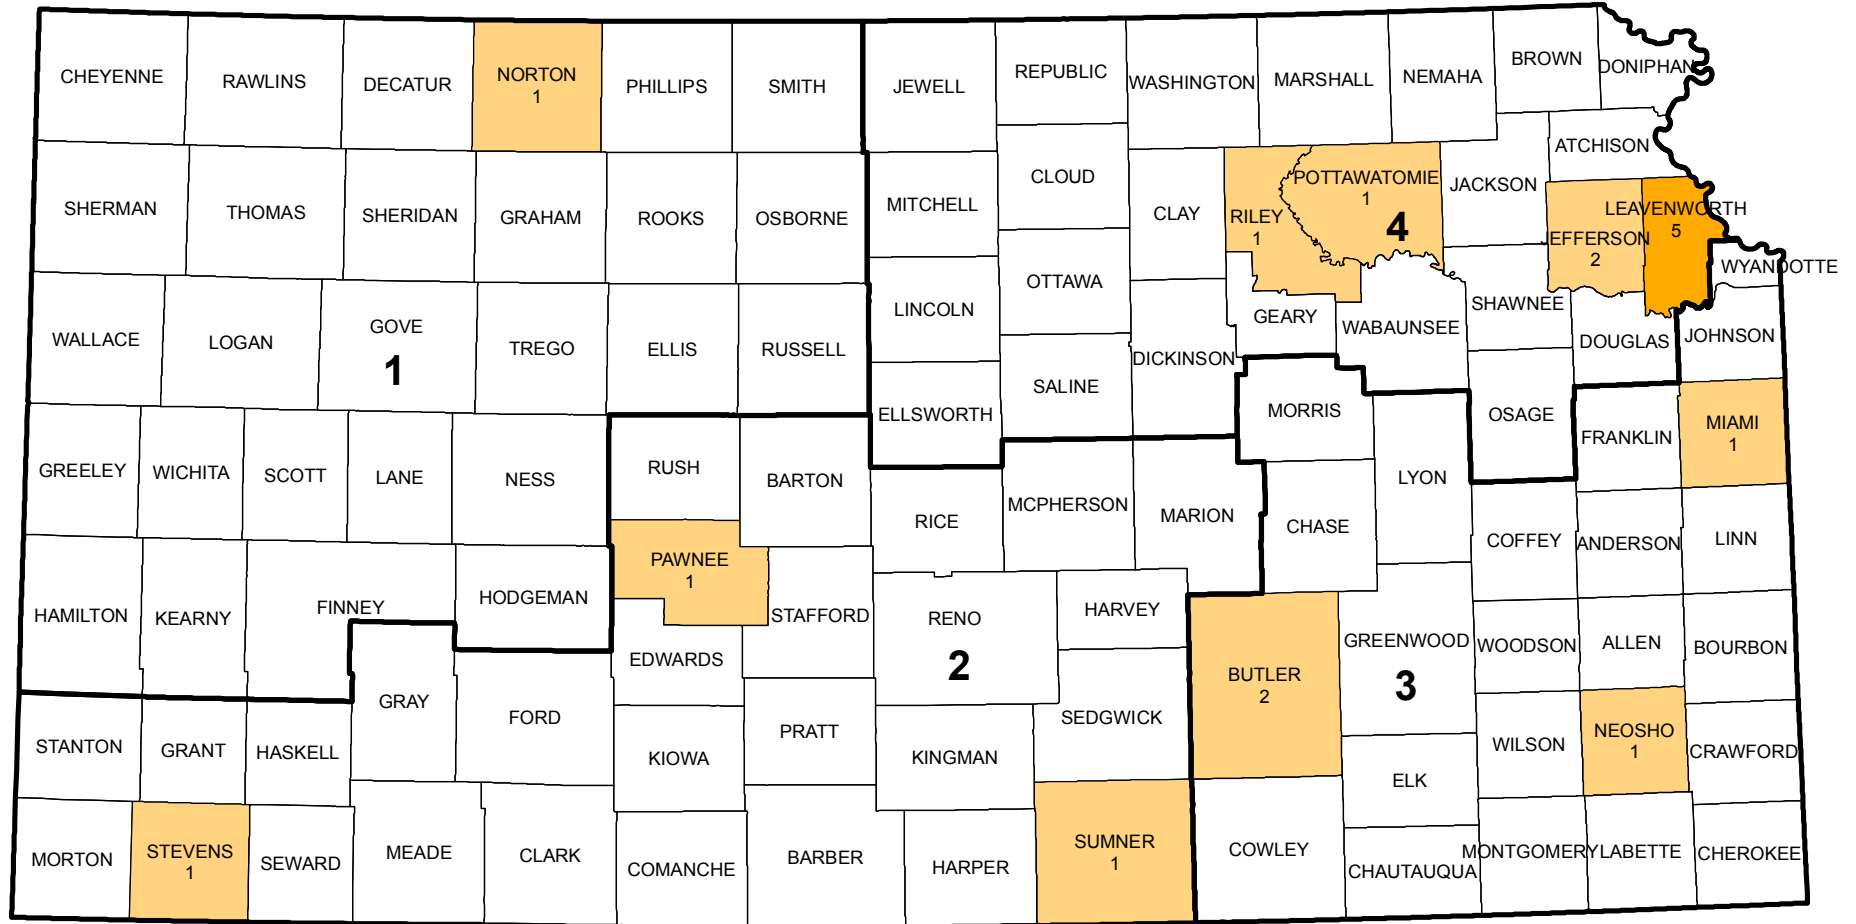 CHEYENNE
RAWLINS
DECATUR
NORTON
1
PHILLIPS
SMITH
JEWELL
REPUBLIC
WASHINGTON
MARSHALL
NEMAHA
BROWN
DONIPHAN
ATCHISON
SHERMAN
THOMAS
SHERIDAN
GRAHAM
ROOKS
OSBORNE
MITCHELL
CLOUD
CLAY
RILEY
1
POTTAWATOMIE
1
4
JACKSON
JEFFERSON
2
LEAVENWORTH
5
WYANDOTTE
WALLACE
LOGAN
GOVE
1
TREGO
ELLIS
RUSSELL
LINCOLN
OTTAWA
DICKINSON
GEARY
WABAUNSEE
SHAWNEE
DOUGLAS
JOHNSON
ELLSWORTH
SALINE
MORRIS
OSAGE
FRANKLIN
MIAMI
1
GREELEY
WICHITA
SCOTT
LANE
NESS
RUSH
BARTON
RICE
MCPHERSON
MARION
CHASE
LYON
COFFEY
ANDERSON
LINN
HAMILTON
KEARNY
FINNEY
HODGEMAN
PAWNEE
1
STAFFORD
EDWARDS
RENO
2
HARVEY
BUTLER
2
GREENWOOD
3
WOODSON
ALLEN
BOURBON
STANTON
GRANT
HASKELL
GRAY
FORD
KIOWA
PRATT
KINGMAN
SEDGWICK
ELK
WILSON
NEOSHO
1
CRAWFORD
MORTON
STEVENS
1
SEWARD
MEADE
CLARK
COMANCHE
BARBER
HARPER
SUMNER
1
COWLEY
CHAUTAUQUA
MONTGOMERY
LABETTE
CHEROKEE